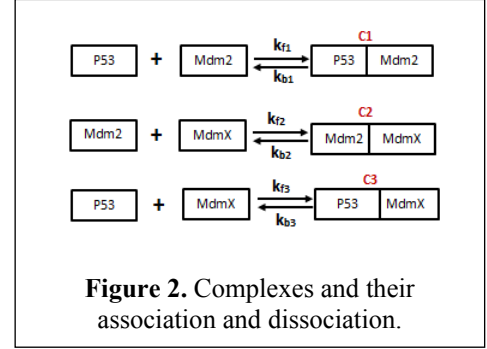 C1
P53 + Mdm2 kf1 kb1 P53 Mdm2
C2
Mdm2 + MdmX kf2 kb2 Mdm2 MdmX
C3
P53 + MdmX kf3 kb3 P53 MdmX
Figure 2. Complexes and their
association and dissociation.